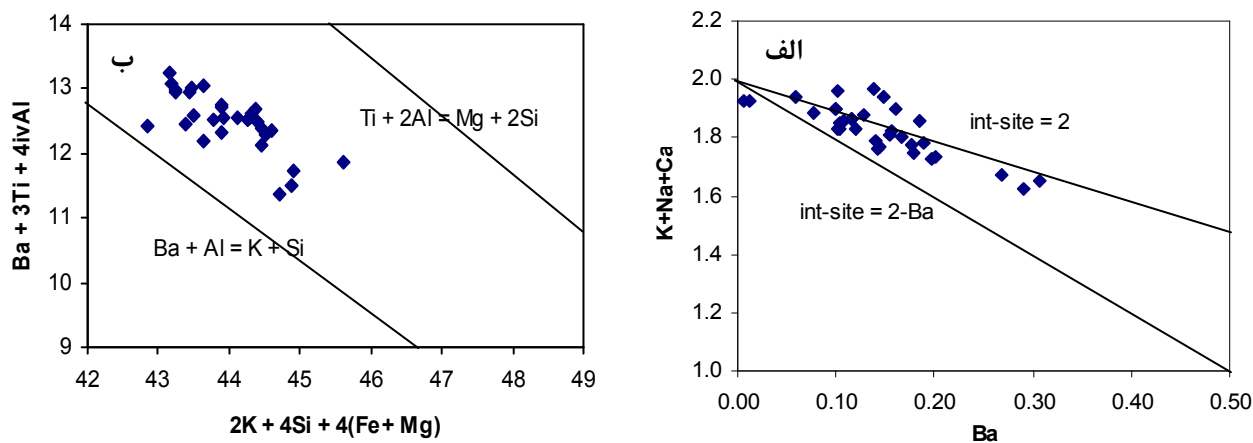 14
13
12
11
10
9
Ba + 3Ti + 4ivAl
ب
Ti + 2Al = Mg + 2Si
Ba + Al = K + Si
42 43 44 45 46 47 48 49
2K + 4Si + 4(Fe+ Mg)
2.2
2.0
1.8
1.6
1.4
1.2
1.0
K+Na+Ca
الف
int-site = 2
int-site = 2-Ba
0.00 0.10 0.20 0.30 0.40 0.50
Ba